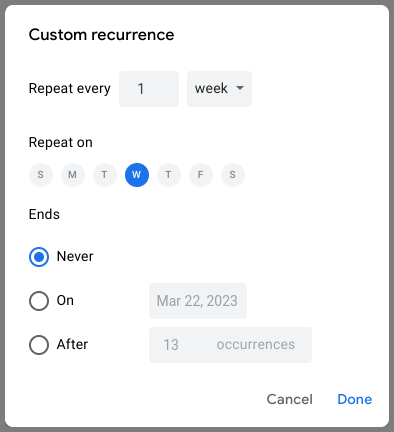 Custom recurrence
Repeat every 1 week
Repeat on
S M T W T F S
Ends
Never
On Mar 22, 2023
After 13 occurrences
Cancel Done